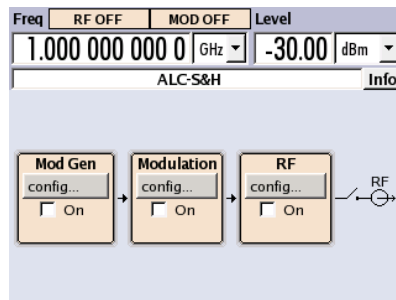 Freq RF OFF MOD OFF Level
1.000 000 000 0 GHz -30.00 dBm
ALC-S&H Info
Mod Gen Modulation RF
config... config... config... RF
On On On